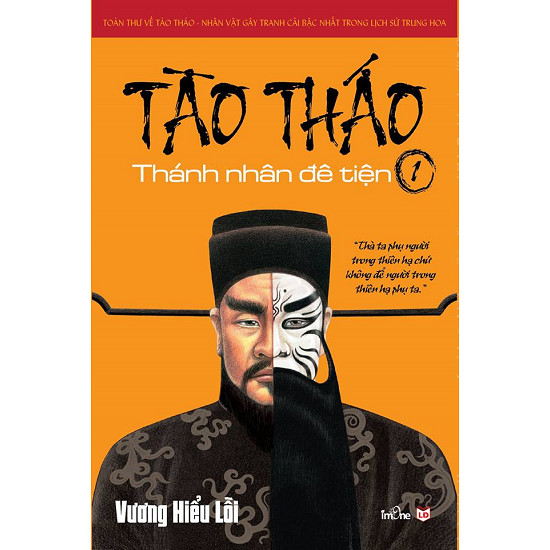 TOÀN THƯ VỀ TÀO THÁO - NHÂN VẬT GÂY TRANH CÃI BẬC NHẤT TRONG LỊCH SỬ TRUNG HOA
TÀO THÁO
Thánh nhân đê tiện 1
"Thà ta phụ người
trong thiên hạ chứ
không để người trong
thiên hạ phụ ta."
Vương Hiểu Lỗi
imOne LD